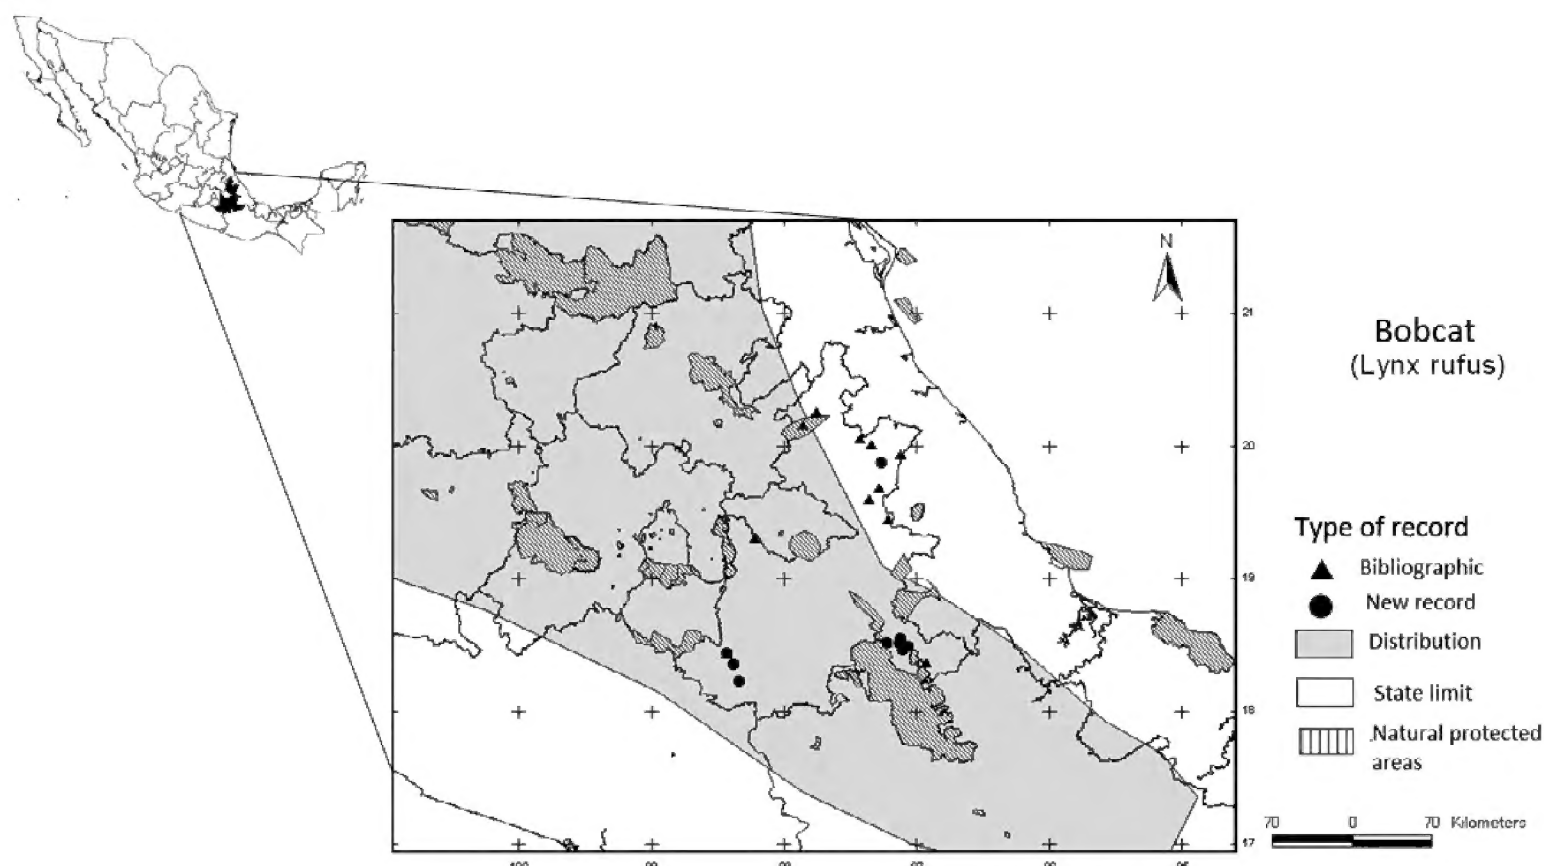 N
21
20
19
18
17
Bobcat
(Lynx rufus)
Type of record
Bibliographic
New record
Distribution
State limit
Natural protected
areas
70 0 70 Kilometers